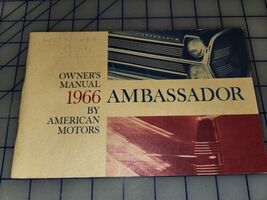 OWNER'S
MANUAL
1966
BY
AMERICAN
MOTORS
AMBASSADOR